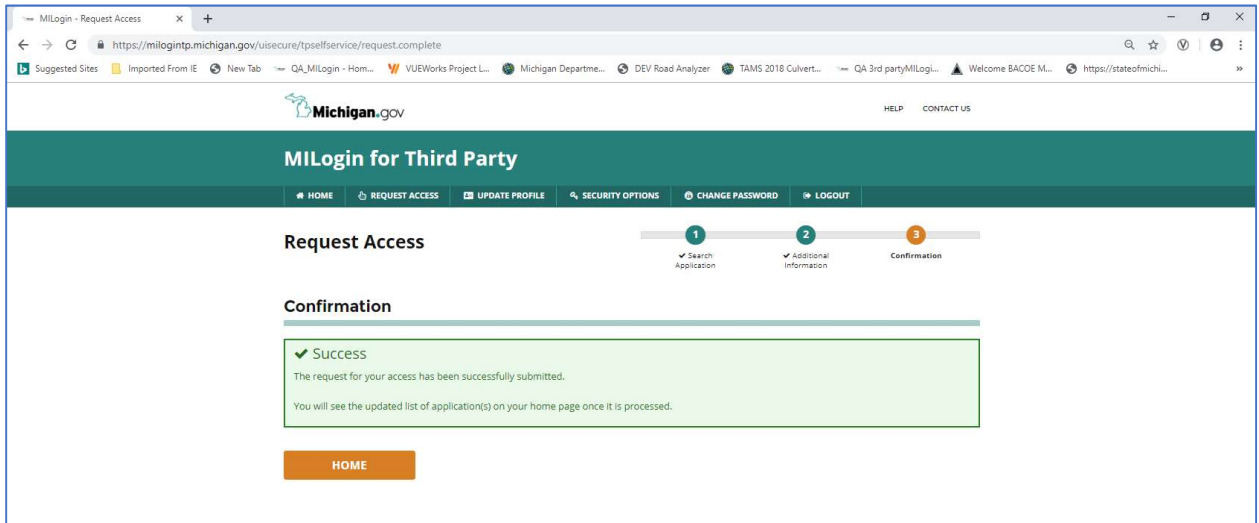 MILogin - Request Access
https://milogintp.michigan.gov/uisecure/tpselfservice/request.complete
Suggested Sites Imported From IE New Tab QA_MILogin - Hom... VUEWorks Project L... Michigan Departme... DEV Road Analyzer TAMS 2018 Culvert... QA 3rd partyMILogi... Welcome BACOE M... https://stateofmichi... »
Michigan.gov HELP CONTACT US
MILogin for Third Party
HOME REQUEST ACCESS UPDATE PROFILE SECURITY OPTIONS CHANGE PASSWORD LOGOUT
Request Access
1 2 3
✔ Search ✔ Additional Confirmation
Application Information
Confirmation
✔ Success
The request for your access has been successfully submitted.
You will see the updated list of application(s) on your home page once it is processed.
HOME